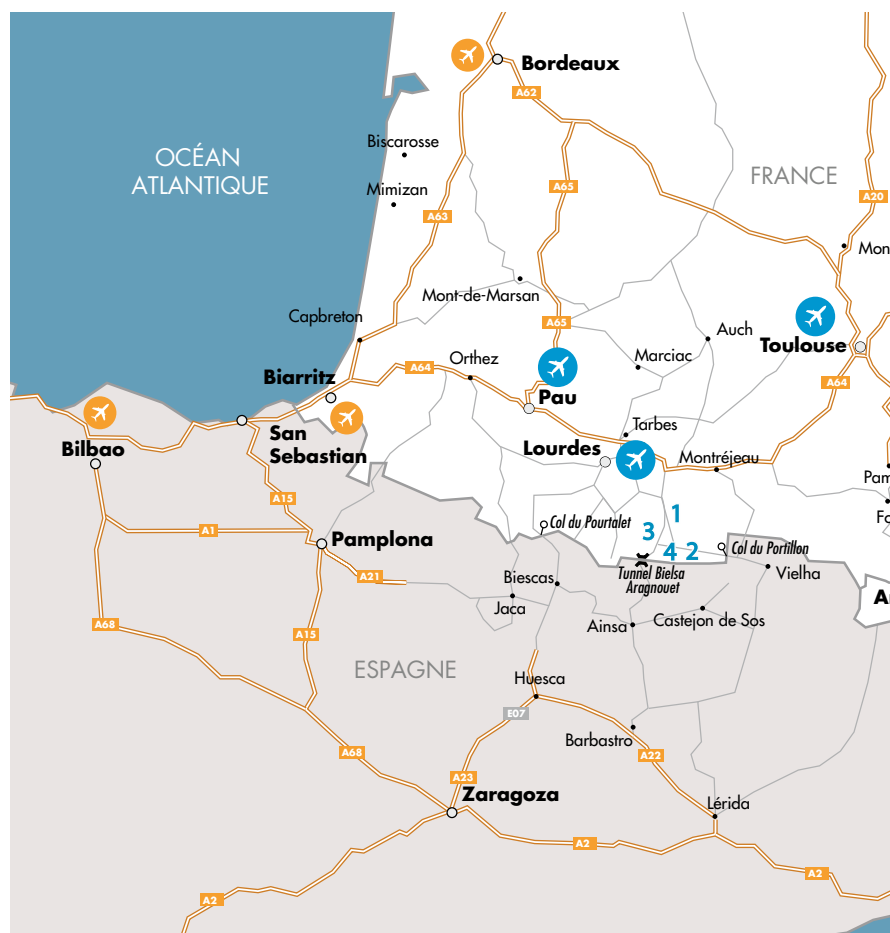 Bordeaux
A62
Biscarosse
OCÉAN
ATLANTIQUE
FRANCE
A65
Mimizan
A20
A63
Mon
Mont-de-Marsan
Capbreton
A65
Auch
Toulouse
Orthez
Marciac
A64
Biarritz
A64
Pau
Tarbes
San
Sebastian
Bilbao
Lourdes
Montréjeau
Pam
A15
Fo
1
Col du Pourtalet
3
A1
Pamplona
4
2
Col du Portillon
Tunnel Bielsa
Aragnouet
Vielha
A21
Biescas
An
Jaca
Ainsa
Castejon de Sos
A68
A15
ESPAGNE
Huesca
E07
Barbastro
A68
A22
A23
Zaragoza
Lérida
A2
A2
A2